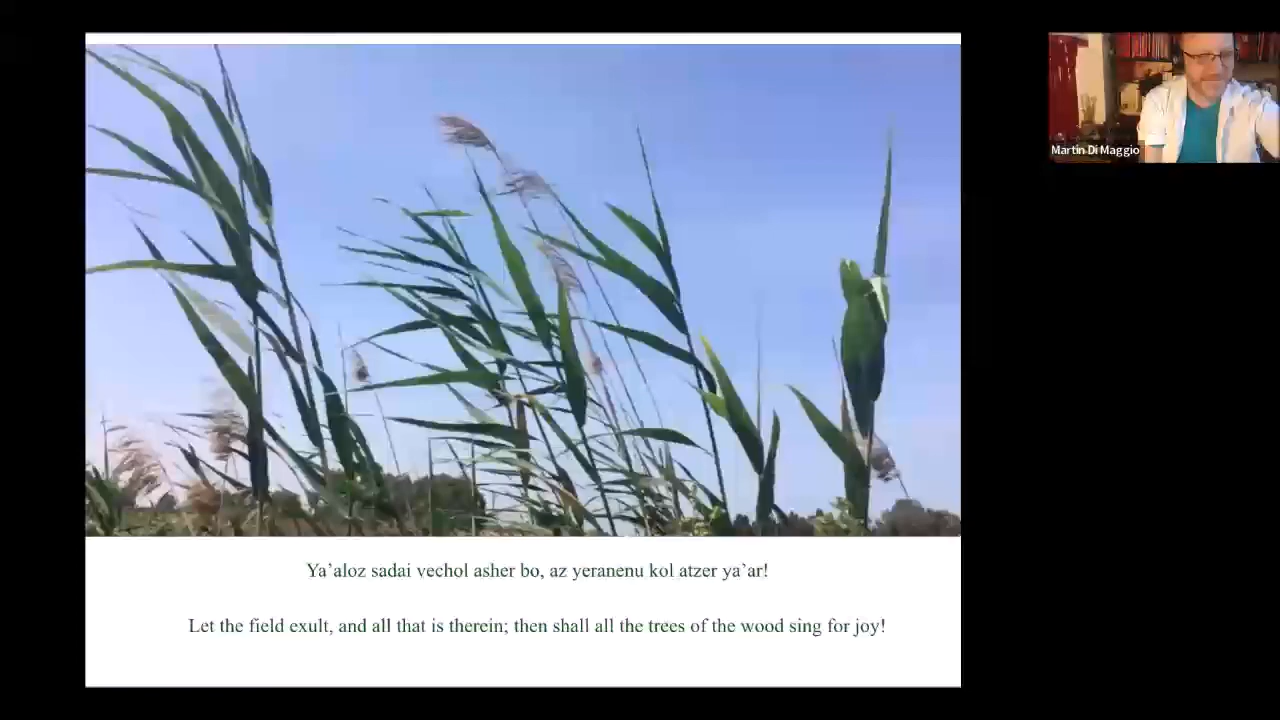 Martin Di Maggio
Ya’aloz sadai vechol asher bo, az yeranenu kol atzer ya’ar!
Let the field exult, and all that is therein; then shall all the trees of the wood sing for joy!